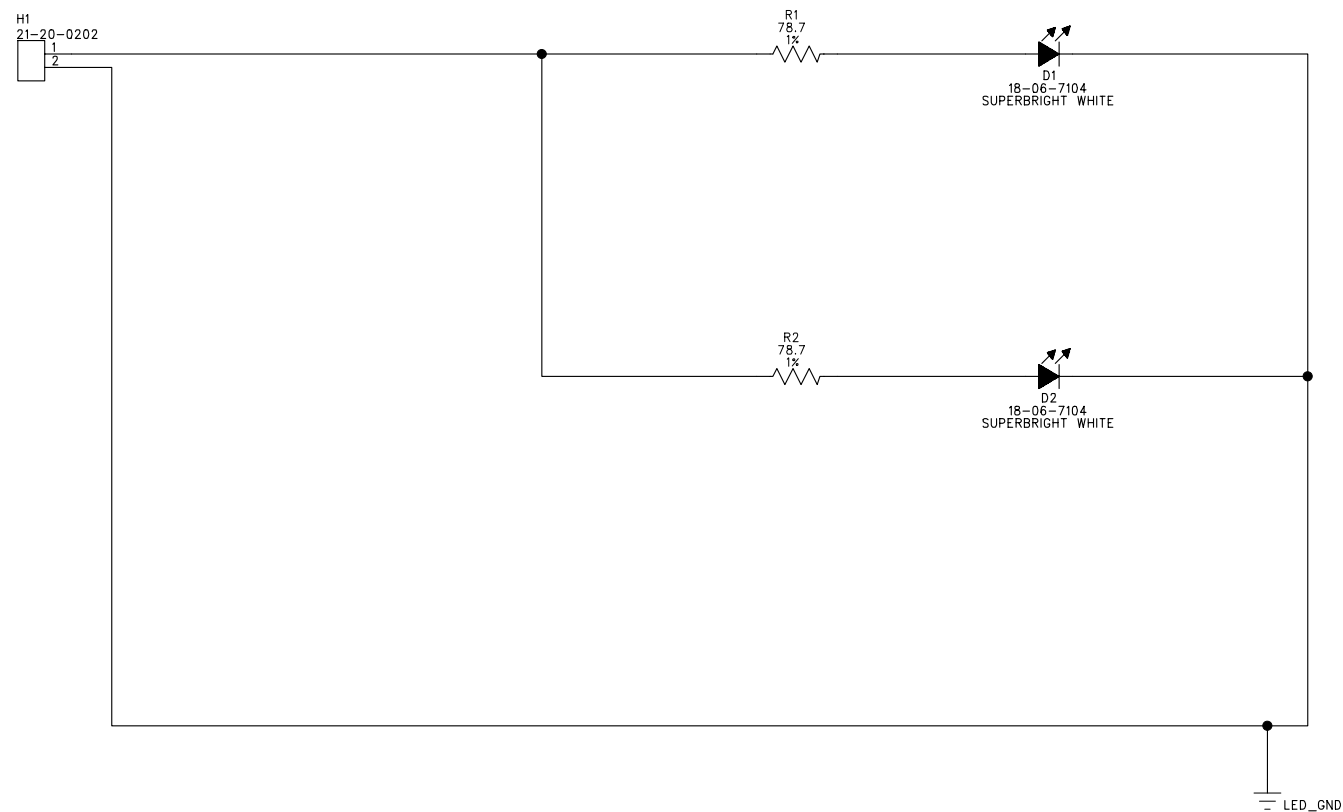 H1
21-20-0202
1
2
R1
78.7
1%
D1
18-06-7104
SUPERBRIGHT WHITE
R2
78.7
1%
D2
18-06-7104
SUPERBRIGHT WHITE
LED_GND